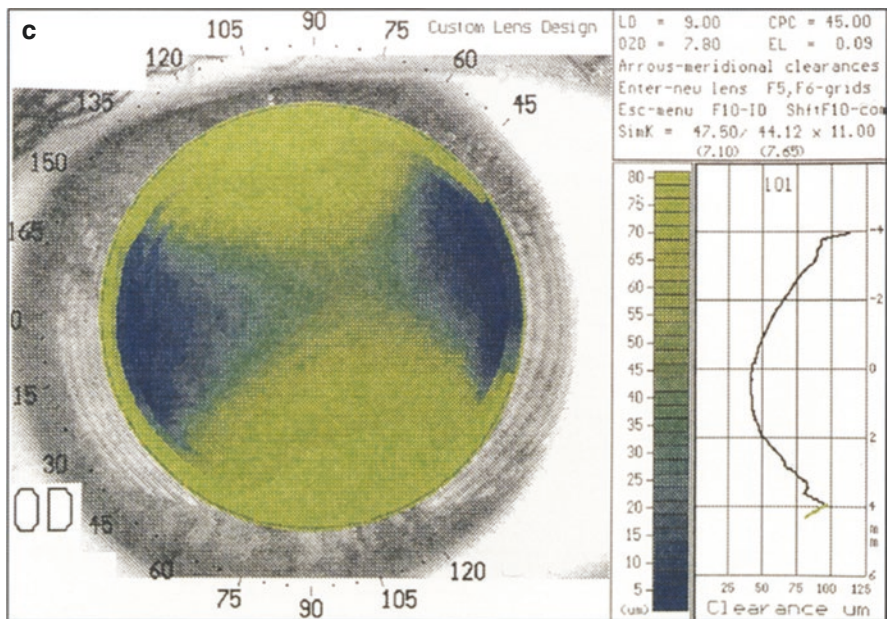 c
Custom Lens Design
105 90 75
120 60
135 45
150
165
0
15
30
OD
45
60 120
75 105
90
LD = 9.00 CPC = 45.00
OZD = 7.80 EL = 0.09
Arrous-meridional clearances
Enter-new lens F5,F6-grids
Esc-menu F10-ID ShftF10-com
SimK = 47.50/ 44.12 x 11.00
(7.10) (7.65)
80
75
70
65
60
55
50
45
40
35
30
25
20
15
10
5
(um)
101
-4
-2
0
2
4
m
m
6
25 50 75 100 125
Clearance um